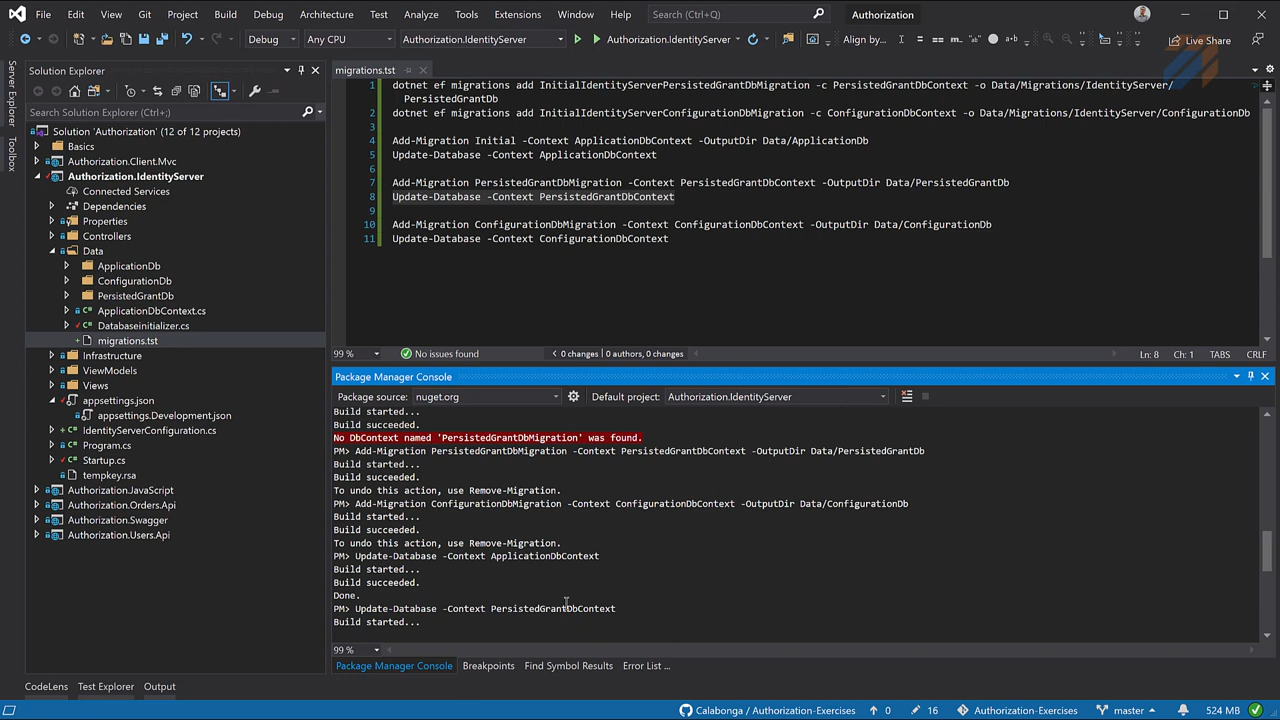 File Edit View Git Project Build Debug Architecture Test Analyze Tools Extensions Window Help Search (Ctrl+Q) Authorization
Debug Any CPU Authorization.IdentityServer Authorization.IdentityServer Align by... Live Share
Server Explorer
Toolbox
Solution Explorer
Search Solution Explorer (Ctrl+;)
Solution 'Authorization' (12 of 12 projects)
Basics
Authorization.Client.Mvc
Authorization.IdentityServer
Connected Services
Dependencies
Properties
Controllers
Data
ApplicationDb
ConfigurationDb
PersistedGrantDb
ApplicationDbContext.cs
Databaseinitializer.cs
migrations.tst
Infrastructure
ViewModels
Views
appsettings.json
appsettings.Development.json
IdentityServerConfiguration.cs
Program.cs
Startup.cs
tempkey.rsa
Authorization.JavaScript
Authorization.Orders.Api
Authorization.Swagger
Authorization.Users.Api
migrations.tst
1 dotnet ef migrations add InitialIdentityServerPersistedGrantDbMigration -c PersistedGrantDbContext -o Data/Migrations/IdentityServer/
PersistedGrantDb
2 dotnet ef migrations add InitialIdentityServerConfigurationDbMigration -c ConfigurationDbContext -o Data/Migrations/IdentityServer/ConfigurationDb
3
4 Add-Migration Initial -Context ApplicationDbContext -OutputDir Data/ApplicationDb
5 Update-Database -Context ApplicationDbContext
6
7 Add-Migration PersistedGrantDbMigration -Context PersistedGrantDbContext -OutputDir Data/PersistedGrantDb
8 Update-Database -Context PersistedGrantDbContext
9
10 Add-Migration ConfigurationDbMigration -Context ConfigurationDbContext -OutputDir Data/ConfigurationDb
11 Update-Database -Context ConfigurationDbContext
99 % No issues found 0 changes | 0 authors, 0 changes Ln: 8 Ch: 1 TABS CRLF
Package Manager Console
Package source: nuget.org Default project: Authorization.IdentityServer
Build started...
Build succeeded.
No DbContext named 'PersistedGrantDbMigration' was found.
PM> Add-Migration PersistedGrantDbMigration -Context PersistedGrantDbContext -OutputDir Data/PersistedGrantDb
Build started...
Build succeeded.
To undo this action, use Remove-Migration.
PM> Add-Migration ConfigurationDbMigration -Context ConfigurationDbContext -OutputDir Data/ConfigurationDb
Build started...
Build succeeded.
To undo this action, use Remove-Migration.
PM> Update-Database -Context ApplicationDbContext
Build started...
Build succeeded.
Done.
PM> Update-Database -Context PersistedGrantDbContext
Build started...
99 %
Package Manager Console Breakpoints Find Symbol Results Error List ...
CodeLens Test Explorer Output
Calabonga/Authorization-Exercises 0 16 Authorization-Exercises master 524 MB